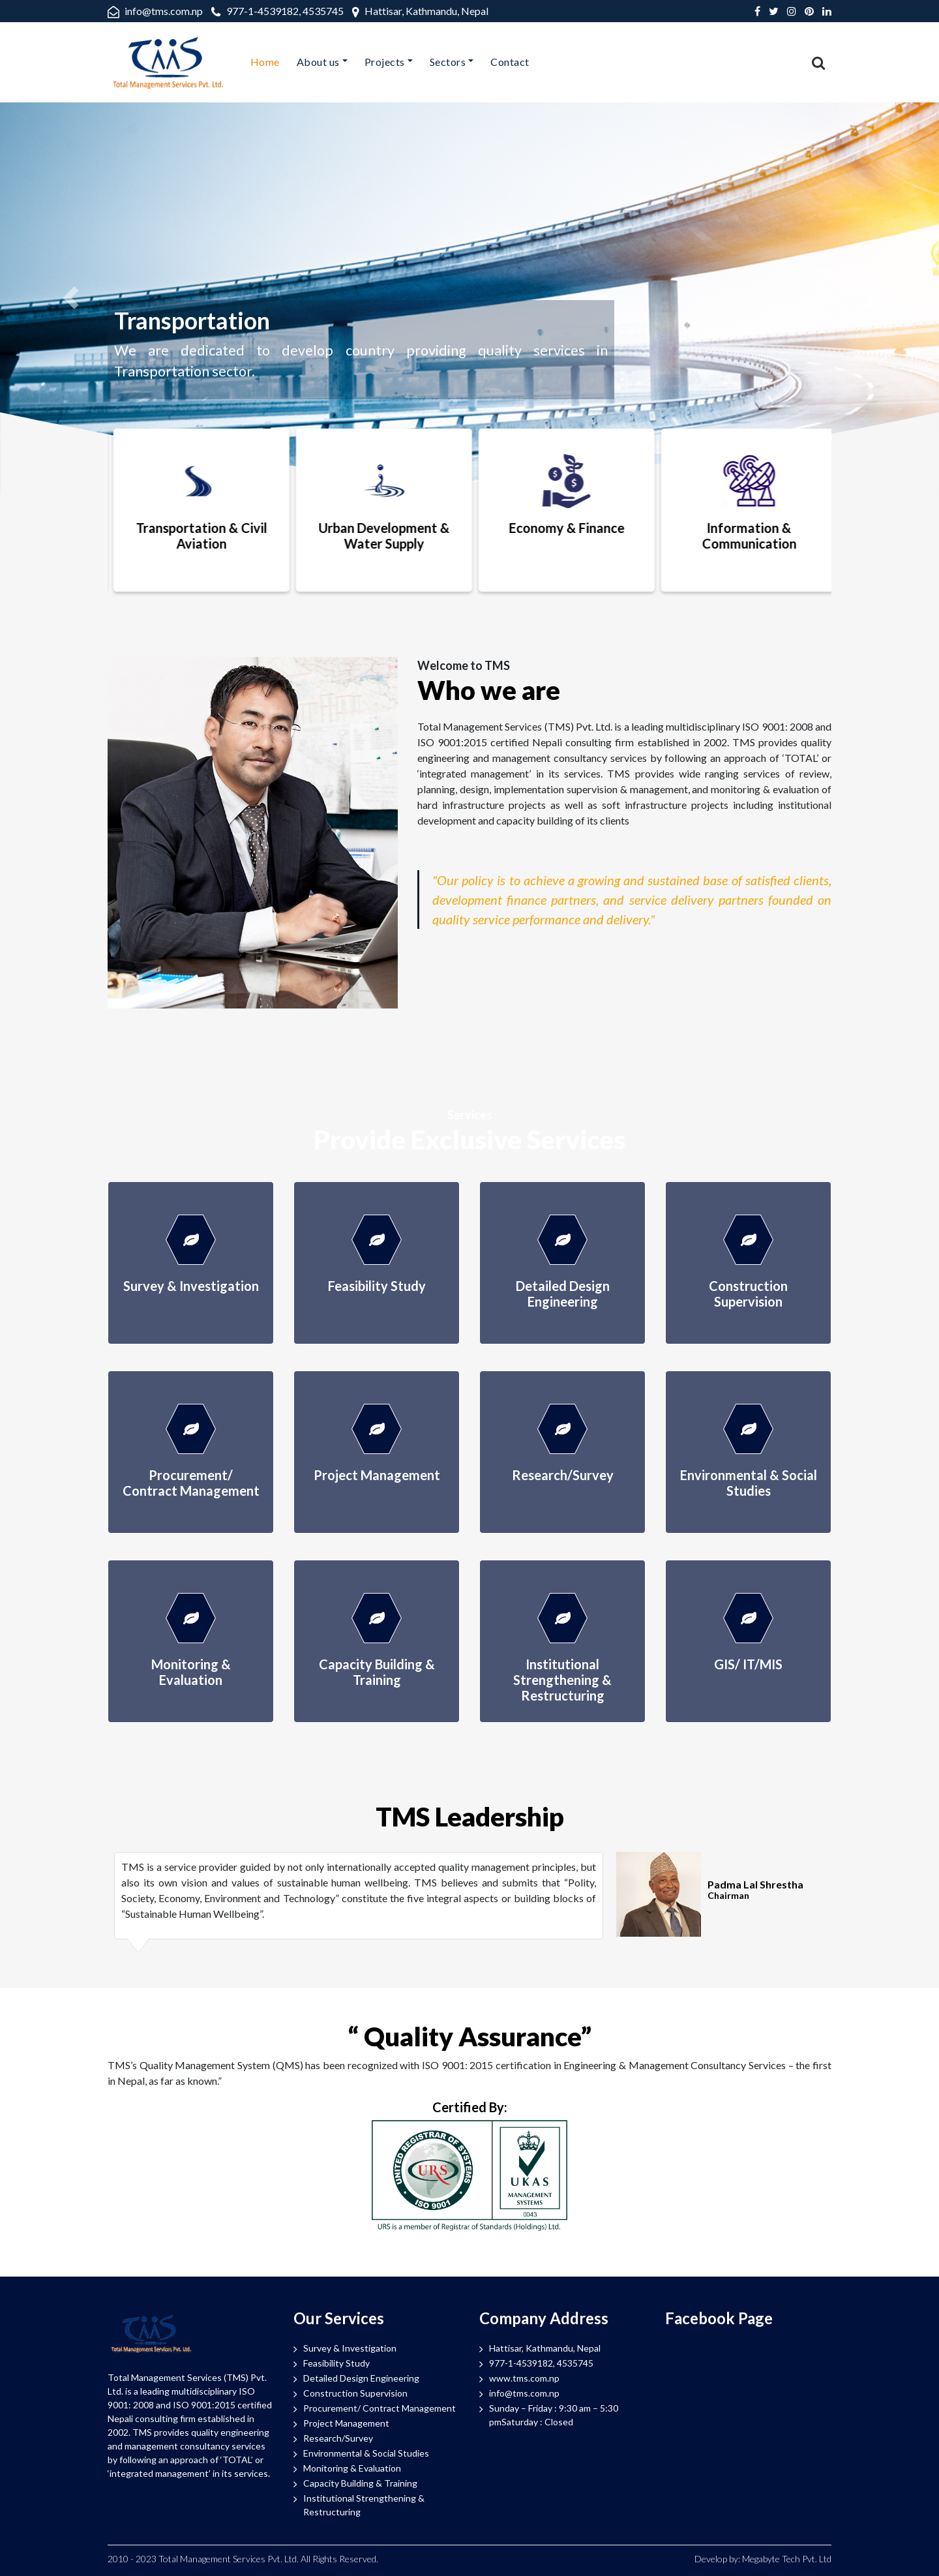 info@tms.com.np 977-1-4539182, 4535745 Hattisar, Kathmandu, Nepal
TMS
Total Management Services Pvt. Ltd.
Home About us Projects Sectors Contact
Transportation
We are dedicated to develop country providing quality services in
Transportation sector.
Transportation & Civil
Aviation
Urban Development &
Water Supply
Economy & Finance
Information &
Communication
Welcome to TMS
Who we are
Total Management Services (TMS) Pvt. Ltd. is a leading multidisciplinary ISO 9001: 2008 and
ISO 9001:2015 certified Nepali consulting firm established in 2002. TMS provides quality
engineering and management consultancy services by following an approach of ‘TOTAL’ or
‘integrated management’ in its services. TMS provides wide ranging services of review,
planning, design, implementation supervision & management, and monitoring & evaluation of
hard infrastructure projects as well as soft infrastructure projects including institutional
development and capacity building of its clients
"Our policy is to achieve a growing and sustained base of satisfied clients,
development finance partners, and service delivery partners founded on
quality service performance and delivery."
Services
Provide Exclusive Services
Survey & Investigation
Feasibility Study
Detailed Design
Engineering
Construction
Supervision
Procurement/
Contract Management
Project Management
Research/Survey
Environmental & Social
Studies
Monitoring &
Evaluation
Capacity Building &
Training
Institutional
Strengthening &
Restructuring
GIS/ IT/MIS
TMS Leadership
TMS is a service provider guided by not only internationally accepted quality management principles, but
also its own vision and values of sustainable human wellbeing. TMS believes and submits that “Polity,
Society, Economy, Environment and Technology” constitute the five integral aspects or building blocks of
“Sustainable Human Wellbeing”.
Padma Lal Shrestha
Chairman
“ Quality Assurance”
TMS’s Quality Management System (QMS) has been recognized with ISO 9001: 2015 certification in Engineering & Management Consultancy Services – the first
in Nepal, as far as known.”
Certified By:
UNITED REGISTRAR OF SYSTEMS
URS
ISO 9001
UKAS
MANAGEMENT
SYSTEMS
0043
URS is a member of Registrar of Standards (Holdings) Ltd.
TMS
Total Management Services Pvt. Ltd.
Total Management Services (TMS) Pvt.
Ltd. is a leading multidisciplinary ISO
9001: 2008 and ISO 9001:2015 certified
Nepali consulting firm established in
2002. TMS provides quality engineering
and management consultancy services
by following an approach of ‘TOTAL’ or
‘integrated management’ in its services.
Our Services
Survey & Investigation
Feasibility Study
Detailed Design Engineering
Construction Supervision
Procurement/ Contract Management
Project Management
Research/Survey
Environmental & Social Studies
Monitoring & Evaluation
Capacity Building & Training
Institutional Strengthening &
Restructuring
Company Address
Hattisar, Kathmandu, Nepal
977-1-4539182, 4535745
www.tms.com.np
info@tms.com.np
Sunday – Friday : 9:30 am – 5:30
pmSaturday : Closed
Facebook Page
2010 - 2023 Total Management Services Pvt. Ltd. All Rights Reserved.
Develop by: Megabyte Tech Pvt. Ltd